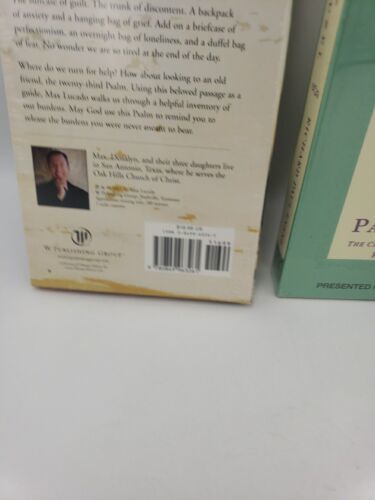 The suitcase of guilt. The trunk of discontent. A backpack
of anxiety and a hanging bag of grief. Add on a briefcase of
perfectionism, an overnight bag of loneliness, and a duffel bag
of fear. No wonder we are so tired at the end of the day.
Where do we turn for help? How about looking to an old
friend, the twenty-third Psalm. Using this beloved passage as a
guide, Max Lucado walks us through a helpful inventory of
our burdens. May God use this Psalm to remind you to
release the burdens you were never meant to bear.
Max, Denalyn, and their three daughters live
in San Antonio, Texas, where he serves the
Oak Hills Church of Christ.
W PUBLISHING GROUP
PA
THE C
PRESENTED